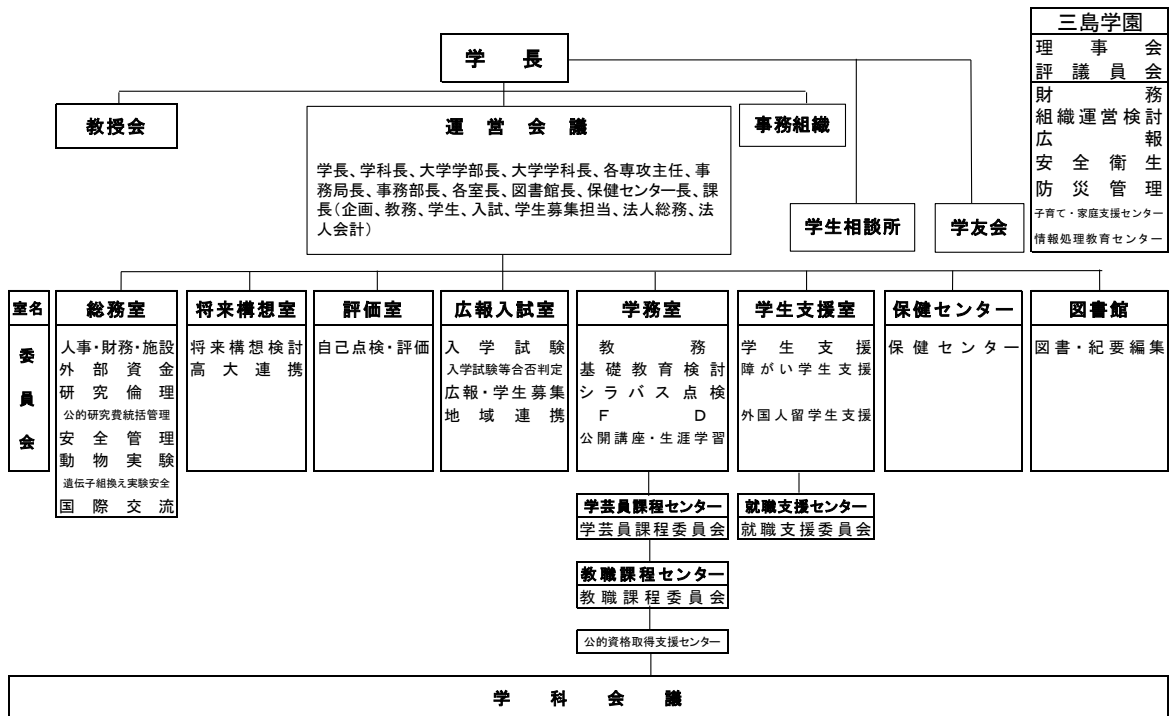 三島学園
理事会
評議員会
財務
組織運営検討
広報
安全衛生
防災管理
子育て・家庭支援センター
情報処理教育センター
学長
教授会
運営会議
学長、学科長、大学学部長、大学学科長、各専攻主任、事
務局長、事務部長、各室長、図書館長、保健センター長、課
長(企画、教務、学生、入試、学生募集担当、法人総務、法
人会計)
事務組織
学生相談所
学友会
室名
委員会
総務室
人事・財務・施設
外部資金
研究倫理
公的研究費統括管理
安全管理
動物実験
遺伝子組換え実験安全
国際交流
将来構想室
将来構想検討
高大連携
評価室
自己点検・評価
広報入試室
入学試験
入学試験等合否判定
広報・学生募集
地域連携
学務室
教務
基礎教育検討
シラバス点検
FD
公開講座・生涯学習
学生支援室
学生支援
障がい学生支援
外国人留学生支援
保健センター
保健センター
図書館
図書・紀要編集
学芸員課程センター
学芸員課程委員会
就職支援センター
就職支援委員会
教職課程センター
教職課程委員会
公的資格取得支援センター
学科会議